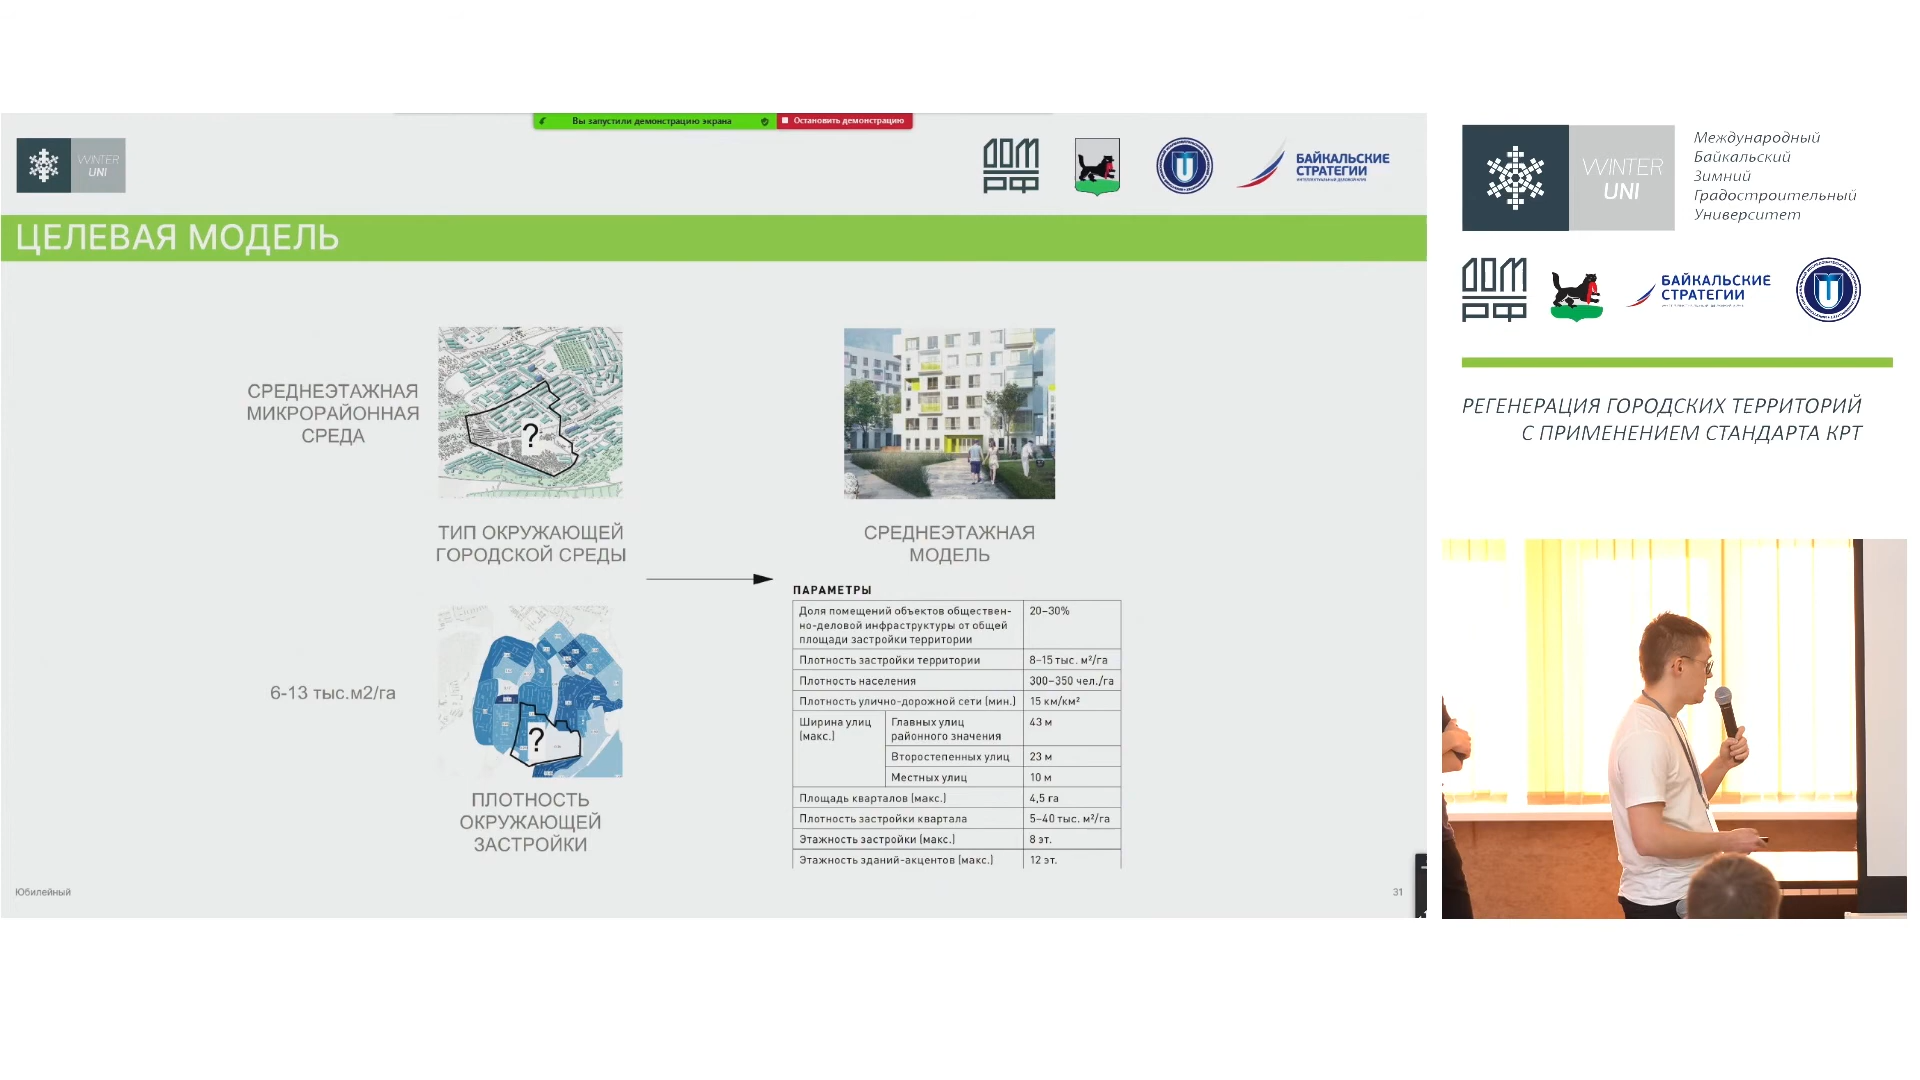 Вы запустили демонстрацию экрана
Остановить демонстрацию
WINTER
UNI
ДОМ
РФ
БАЙКАЛЬСКИЕ
СТРАТЕГИИ
ЦЕЛЕВАЯ МОДЕЛЬ
СРЕДНЕЭТАЖНАЯ
МИКРОРАЙОННАЯ
СРЕДА
?
ТИП ОКРУЖАЮЩЕЙ
ГОРОДСКОЙ СРЕДЫ
6-13 тыс.м2/га
?
ПЛОТНОСТЬ
ОКРУЖАЮЩЕЙ
ЗАСТРОЙКИ
СРЕДНЕЭТАЖНАЯ
МОДЕЛЬ
ПАРАМЕТРЫ
Доля помещений объектов обществен-
но-деловой инфраструктуры от общей
площади застройки территории
20–30%
Плотность застройки территории 8–15 тыс. м²/га
Плотность населения 300–350 чел./га
Плотность улично-дорожной сети (мин.) 15 км/км²
Ширина улиц
(макс.)
Главных улиц
районного значения
43 м
Второстепенных улиц 23 м
Местных улиц 10 м
Площадь кварталов (макс.) 4,5 га
Плотность застройки квартала 5–40 тыс. м²/га
Этажность застройки (макс.) 8 эт.
Этажность зданий-акцентов (макс.) 12 эт.
Юбилейный
31
WINTER
UNI
Международный
Байкальский
Зимний
Градостроительный
Университет
ДОМ
РФ
БАЙКАЛЬСКИЕ
СТРАТЕГИИ
РЕГЕНЕРАЦИЯ ГОРОДСКИХ ТЕРРИТОРИЙ
С ПРИМЕНЕНИЕМ СТАНДАРТА КРТ